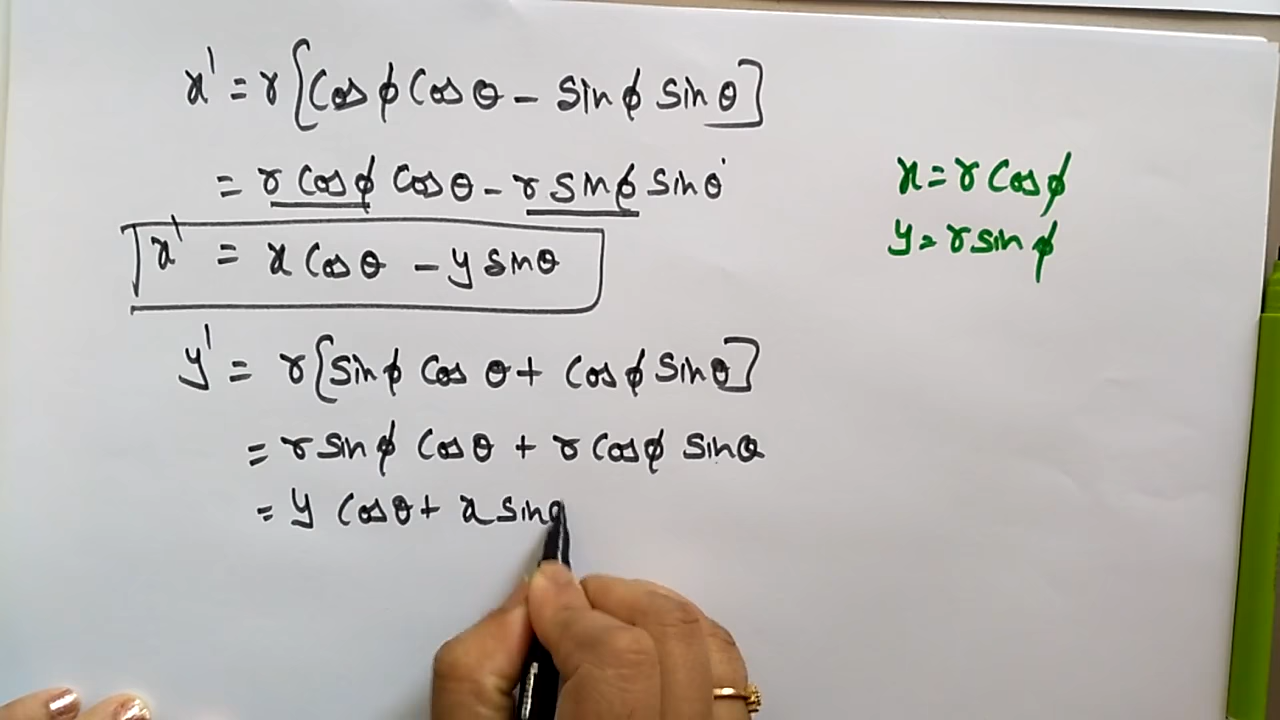 x' = r[Cos ϕ Cos θ - Sin ϕ Sin θ]
= r Cos ϕ Cos θ - r Sin ϕ Sin θ
x' = x Cos θ - y Sin θ
y' = r[Sin ϕ Cos θ + Cos ϕ Sin θ]
= r Sin ϕ Cos θ + r Cos ϕ Sin θ
= y Cos θ + x Sin θ
x = r Cos ϕ
y = r sin ϕ